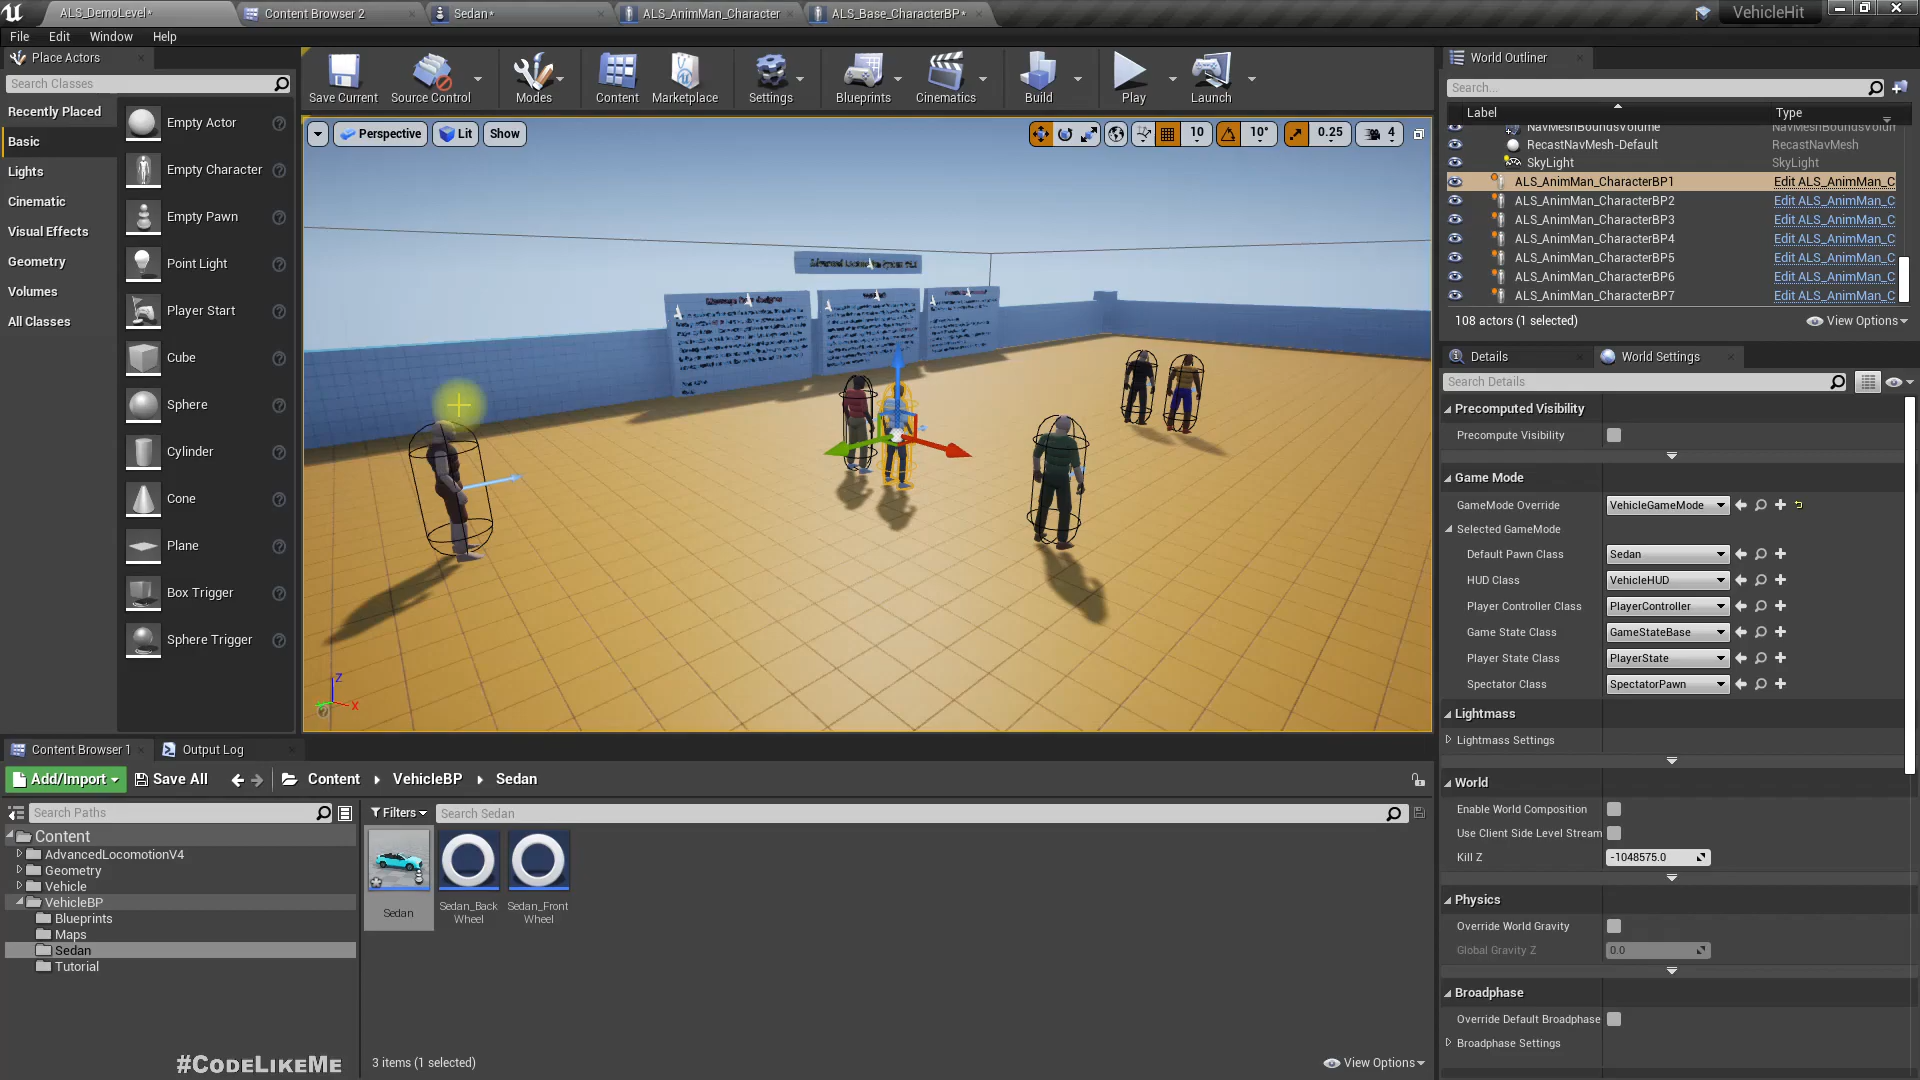 ALS_DemoLevel*
Content Browser 2
Sedan*
ALS_AnimMan_Character
ALS_Base_CharacterBP*
VehicleHit
File Edit Window Help
Place Actors
Search Classes
Recently Placed
Basic
Lights
Cinematic
Visual Effects
Geometry
Volumes
All Classes
Empty Actor
Empty Character
Empty Pawn
Point Light
Player Start
Cube
Sphere
Cylinder
Cone
Plane
Box Trigger
Sphere Trigger
Save Current
Source Control
Modes
Content
Marketplace
Settings
Blueprints
Cinematics
Build
Play
Launch
Perspective
Lit
Show
10
10°
0.25
4
Z
X
World Outliner
Search...
Label
Type
NavMeshBoundsVolume NavMeshBoundsVolum
RecastNavMesh-Default RecastNavMesh
SkyLight SkyLight
ALS_AnimMan_CharacterBP1 Edit ALS_AnimMan_C
ALS_AnimMan_CharacterBP2 Edit ALS_AnimMan_C
ALS_AnimMan_CharacterBP3 Edit ALS_AnimMan_C
ALS_AnimMan_CharacterBP4 Edit ALS_AnimMan_C
ALS_AnimMan_CharacterBP5 Edit ALS_AnimMan_C
ALS_AnimMan_CharacterBP6 Edit ALS_AnimMan_C
ALS_AnimMan_CharacterBP7 Edit ALS_AnimMan_C
108 actors (1 selected)
View Options
Details
World Settings
Search Details
Precomputed Visibility
Precompute Visibility
Game Mode
GameMode Override VehicleGameMode
Selected GameMode
Default Pawn Class Sedan
HUD Class VehicleHUD
Player Controller Class PlayerController
Game State Class GameStateBase
Player State Class PlayerState
Spectator Class SpectatorPawn
Lightmass
Lightmass Settings
World
Enable World Composition
Use Client Side Level Stream
Kill Z -1048575.0
Physics
Override World Gravity
Global Gravity Z 0.0
Broadphase
Override Default Broadphase
Broadphase Settings
Content Browser 1
Output Log
Add/Import
Save All
Content
VehicleBP
Sedan
Search Paths
Filters
Search Sedan
Content
AdvancedLocomotionV4
Geometry
Vehicle
VehicleBP
Blueprints
Maps
Sedan
Tutorial
Sedan
Sedan_Back
Wheel
Sedan_Front
Wheel
#CodeLikeMe
3 items (1 selected)
View Options